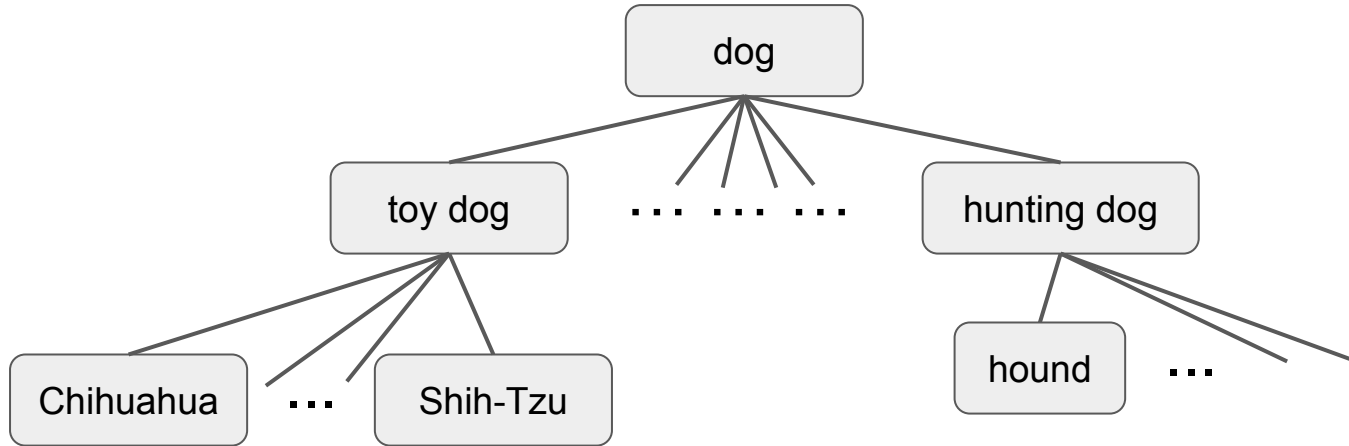 dog
toy dog
... ... ...
hunting dog
Chihuahua
...
Shih-Tzu
hound
...